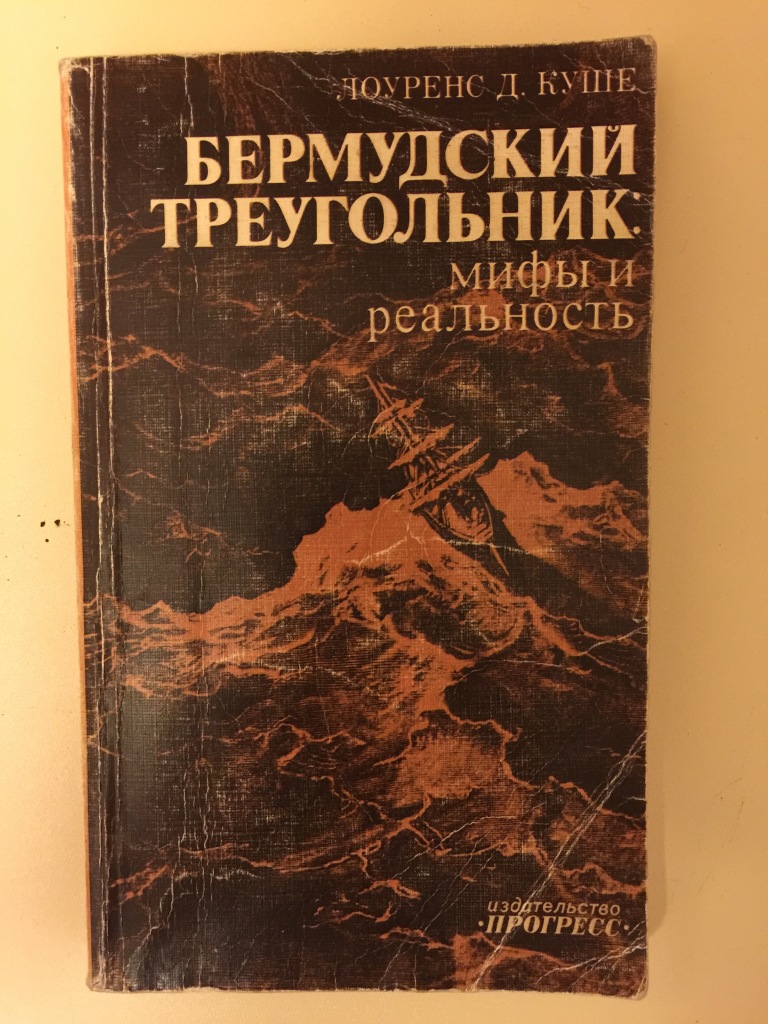 ЛОУРЕНС Д. КУШЕ
БЕРМУДСКИЙ
ТРЕУГОЛЬНИК:
мифы и
реальность
издательство
·ПРОГРЕСС·